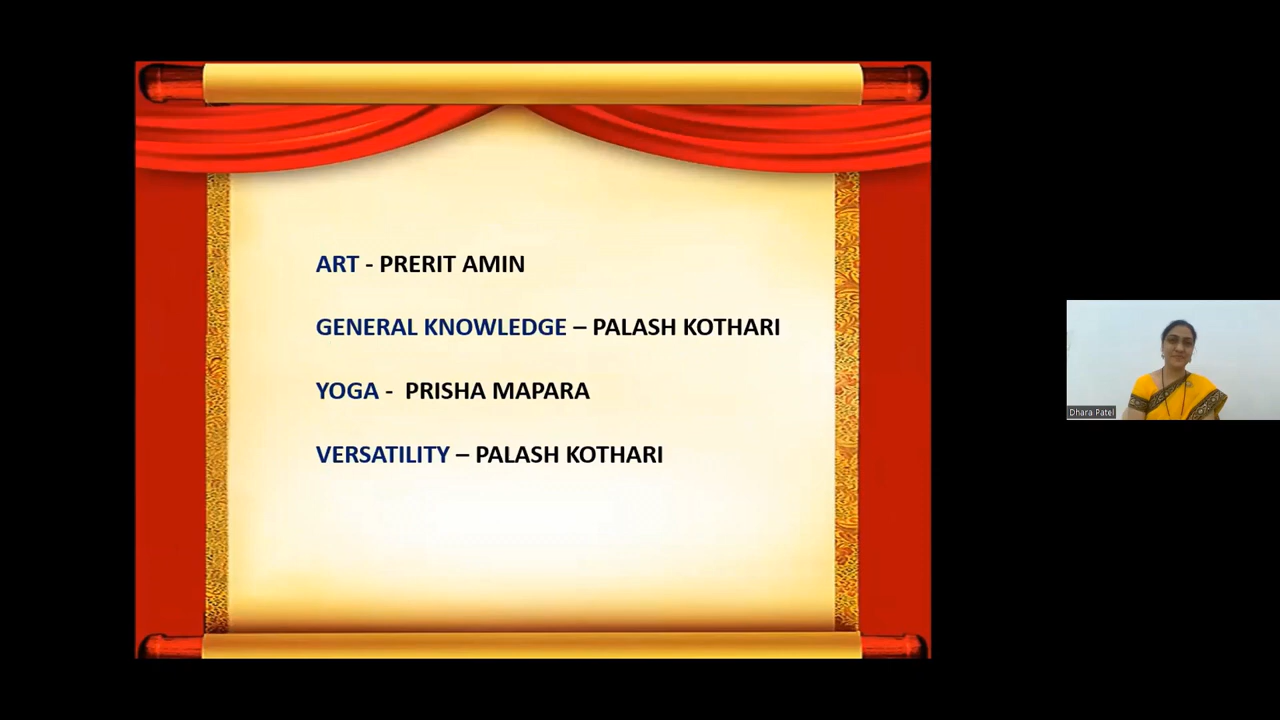 ART - PRERIT AMIN
GENERAL KNOWLEDGE – PALASH KOTHARI
YOGA - PRISHA MAPARA
VERSATILITY – PALASH KOTHARI
Dhara Patel